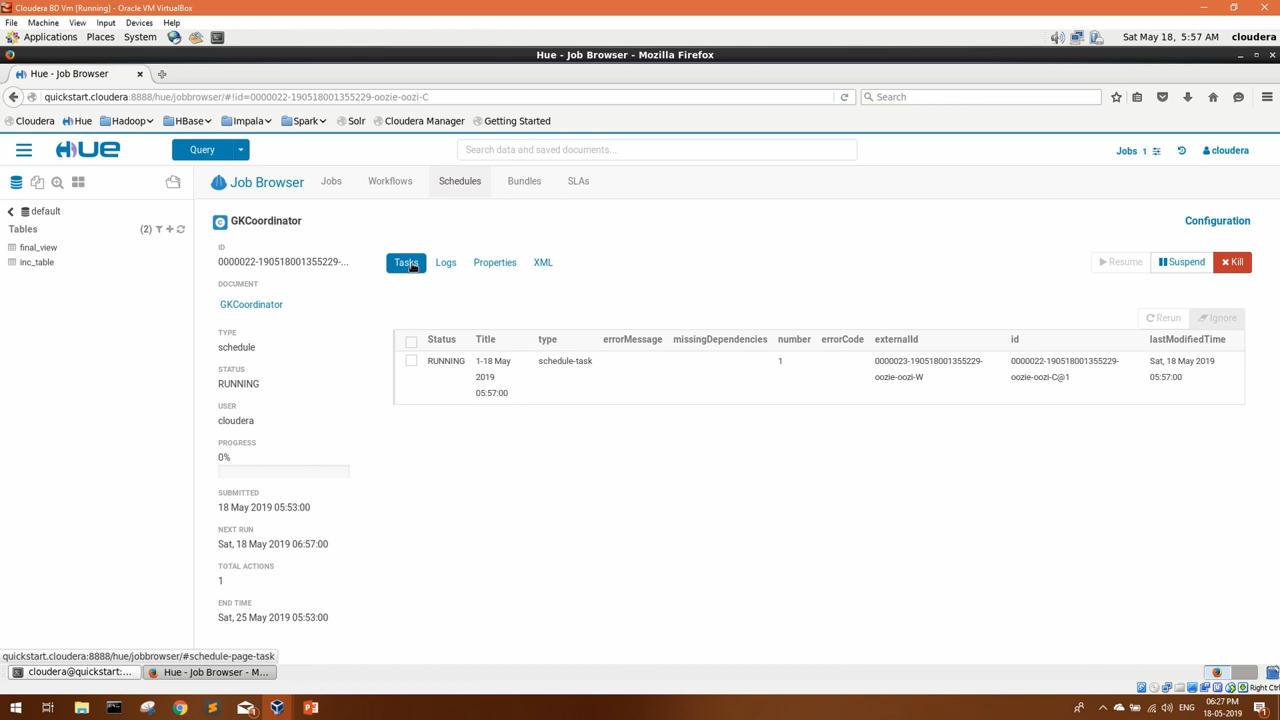 Cloudera BD Vm [Running] - Oracle VM VirtualBox
File Machine View Input Devices Help
Applications Places System Sat May 18, 5:57 AM cloudera
Hue - Job Browser - Mozilla Firefox
Hue - Job Browser
quickstart.cloudera:8888/hue/jobbrowser/#!id=0000022-190518001355229-oozie-oozi-C Search
Cloudera Hue Hadoop HBase Impala Spark Solr Cloudera Manager Getting Started
HUE Query Search data and saved documents... Jobs 1 cloudera
Job Browser Jobs Workflows Schedules Bundles SLAs
default
Tables (2)
final_view
inc_table
GKCoordinator Configuration
ID
0000022-190518001355229-...
DOCUMENT
GKCoordinator
TYPE
schedule
STATUS
RUNNING
USER
cloudera
PROGRESS
0%
SUBMITTED
18 May 2019 05:53:00
NEXT RUN
Sat, 18 May 2019 06:57:00
TOTAL ACTIONS
1
END TIME
Sat, 25 May 2019 05:53:00
Tasks Logs Properties XML Resume Suspend Kill
Rerun Ignore
Status Title type errorMessage missingDependencies number errorCode externalId id lastModifiedTime
RUNNING 1-18 May schedule-task 1 0000023-190518001355229- 0000022-190518001355229- Sat, 18 May 2019
2019 oozie-oozi-W oozie-oozi-C@1 05:57:00
05:57:00
quickstart.cloudera:8888/hue/jobbrowser/#schedule-page-task
cloudera@quickstart:... Hue - Job Browser - M...
Right Ctrl
06:27 PM
ENG
18-05-2019